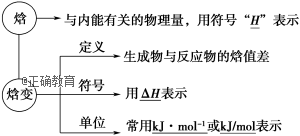 焓
与内能有关的物理量，用符号“H”表示
定义
生成物与反应物的焓值差
@正确教育
焓变
符号
用ΔH表示
单位
常用kJ·mol⁻¹或kJ/mol表示